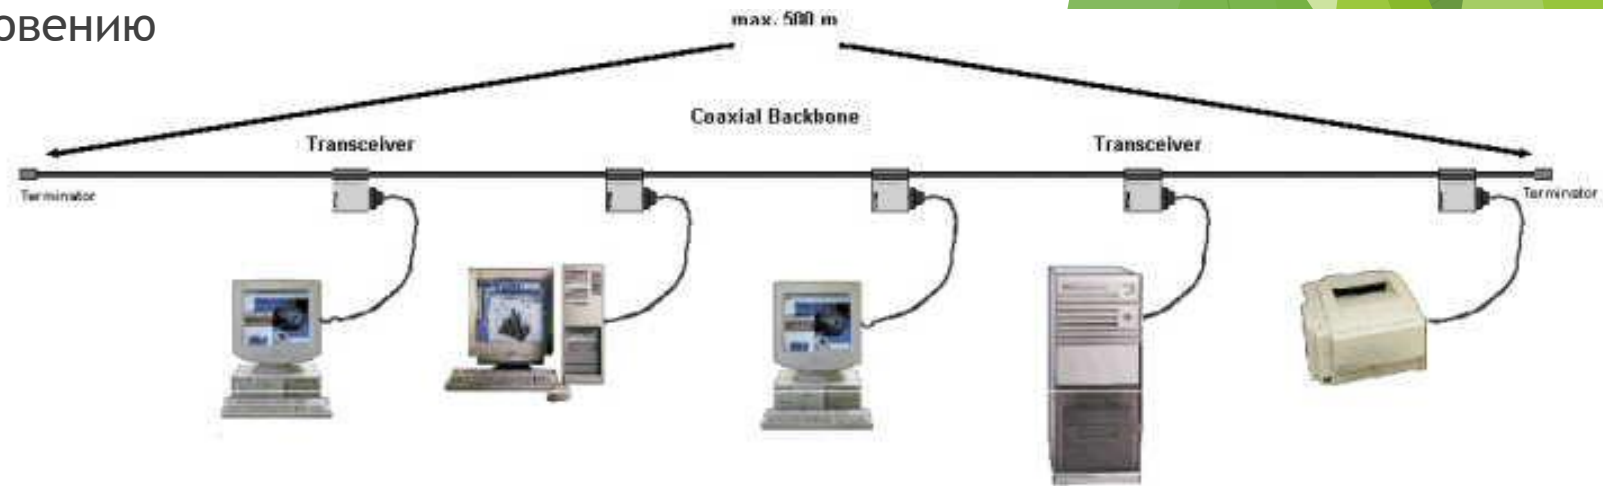 овению
max. 500 m
Coaxial Backbone
Transceiver
Transceiver
Terminator
Terminator